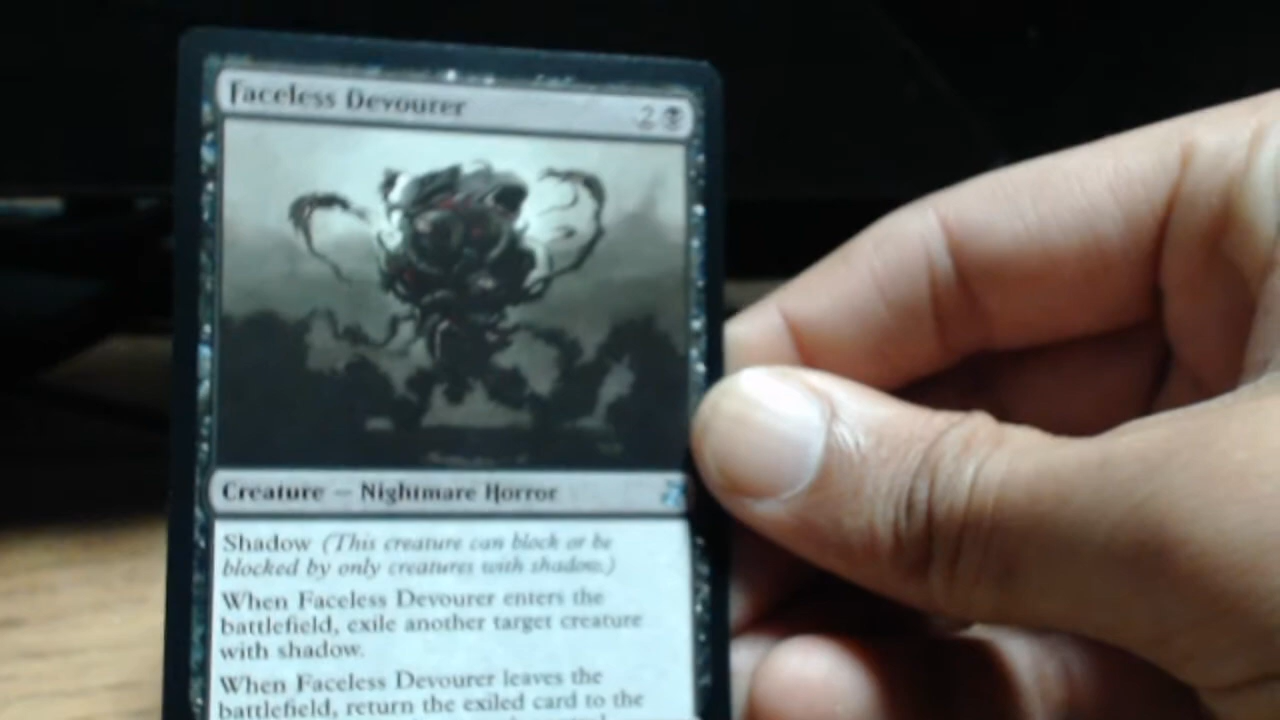 Faceless Devourer
2
Creature — Nightmare Horror
Shadow (This creature can block or be
blocked by only creatures with shadow.)
When Faceless Devourer enters the
battlefield, exile another target creature
with shadow.
When Faceless Devourer leaves the
battlefield, return the exiled card to the